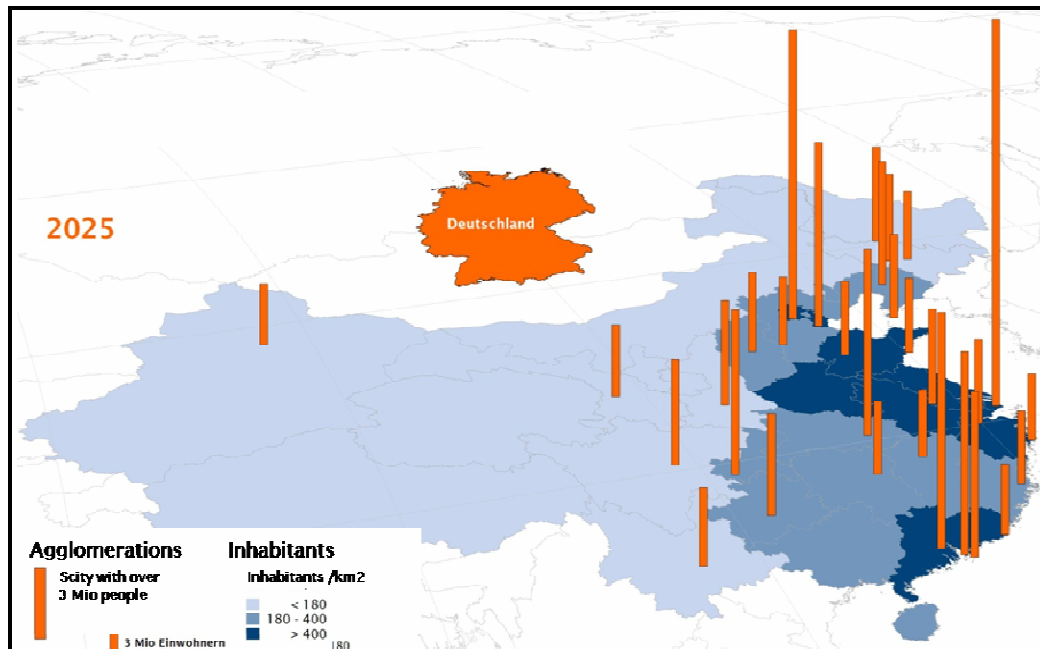 Deutschland
2025
Agglomerations
Scity with over
3 Mio people
3 Mio Einwohnern
Inhabitants
Inhabitants /km2
< 180
180 - 400
> 400
180